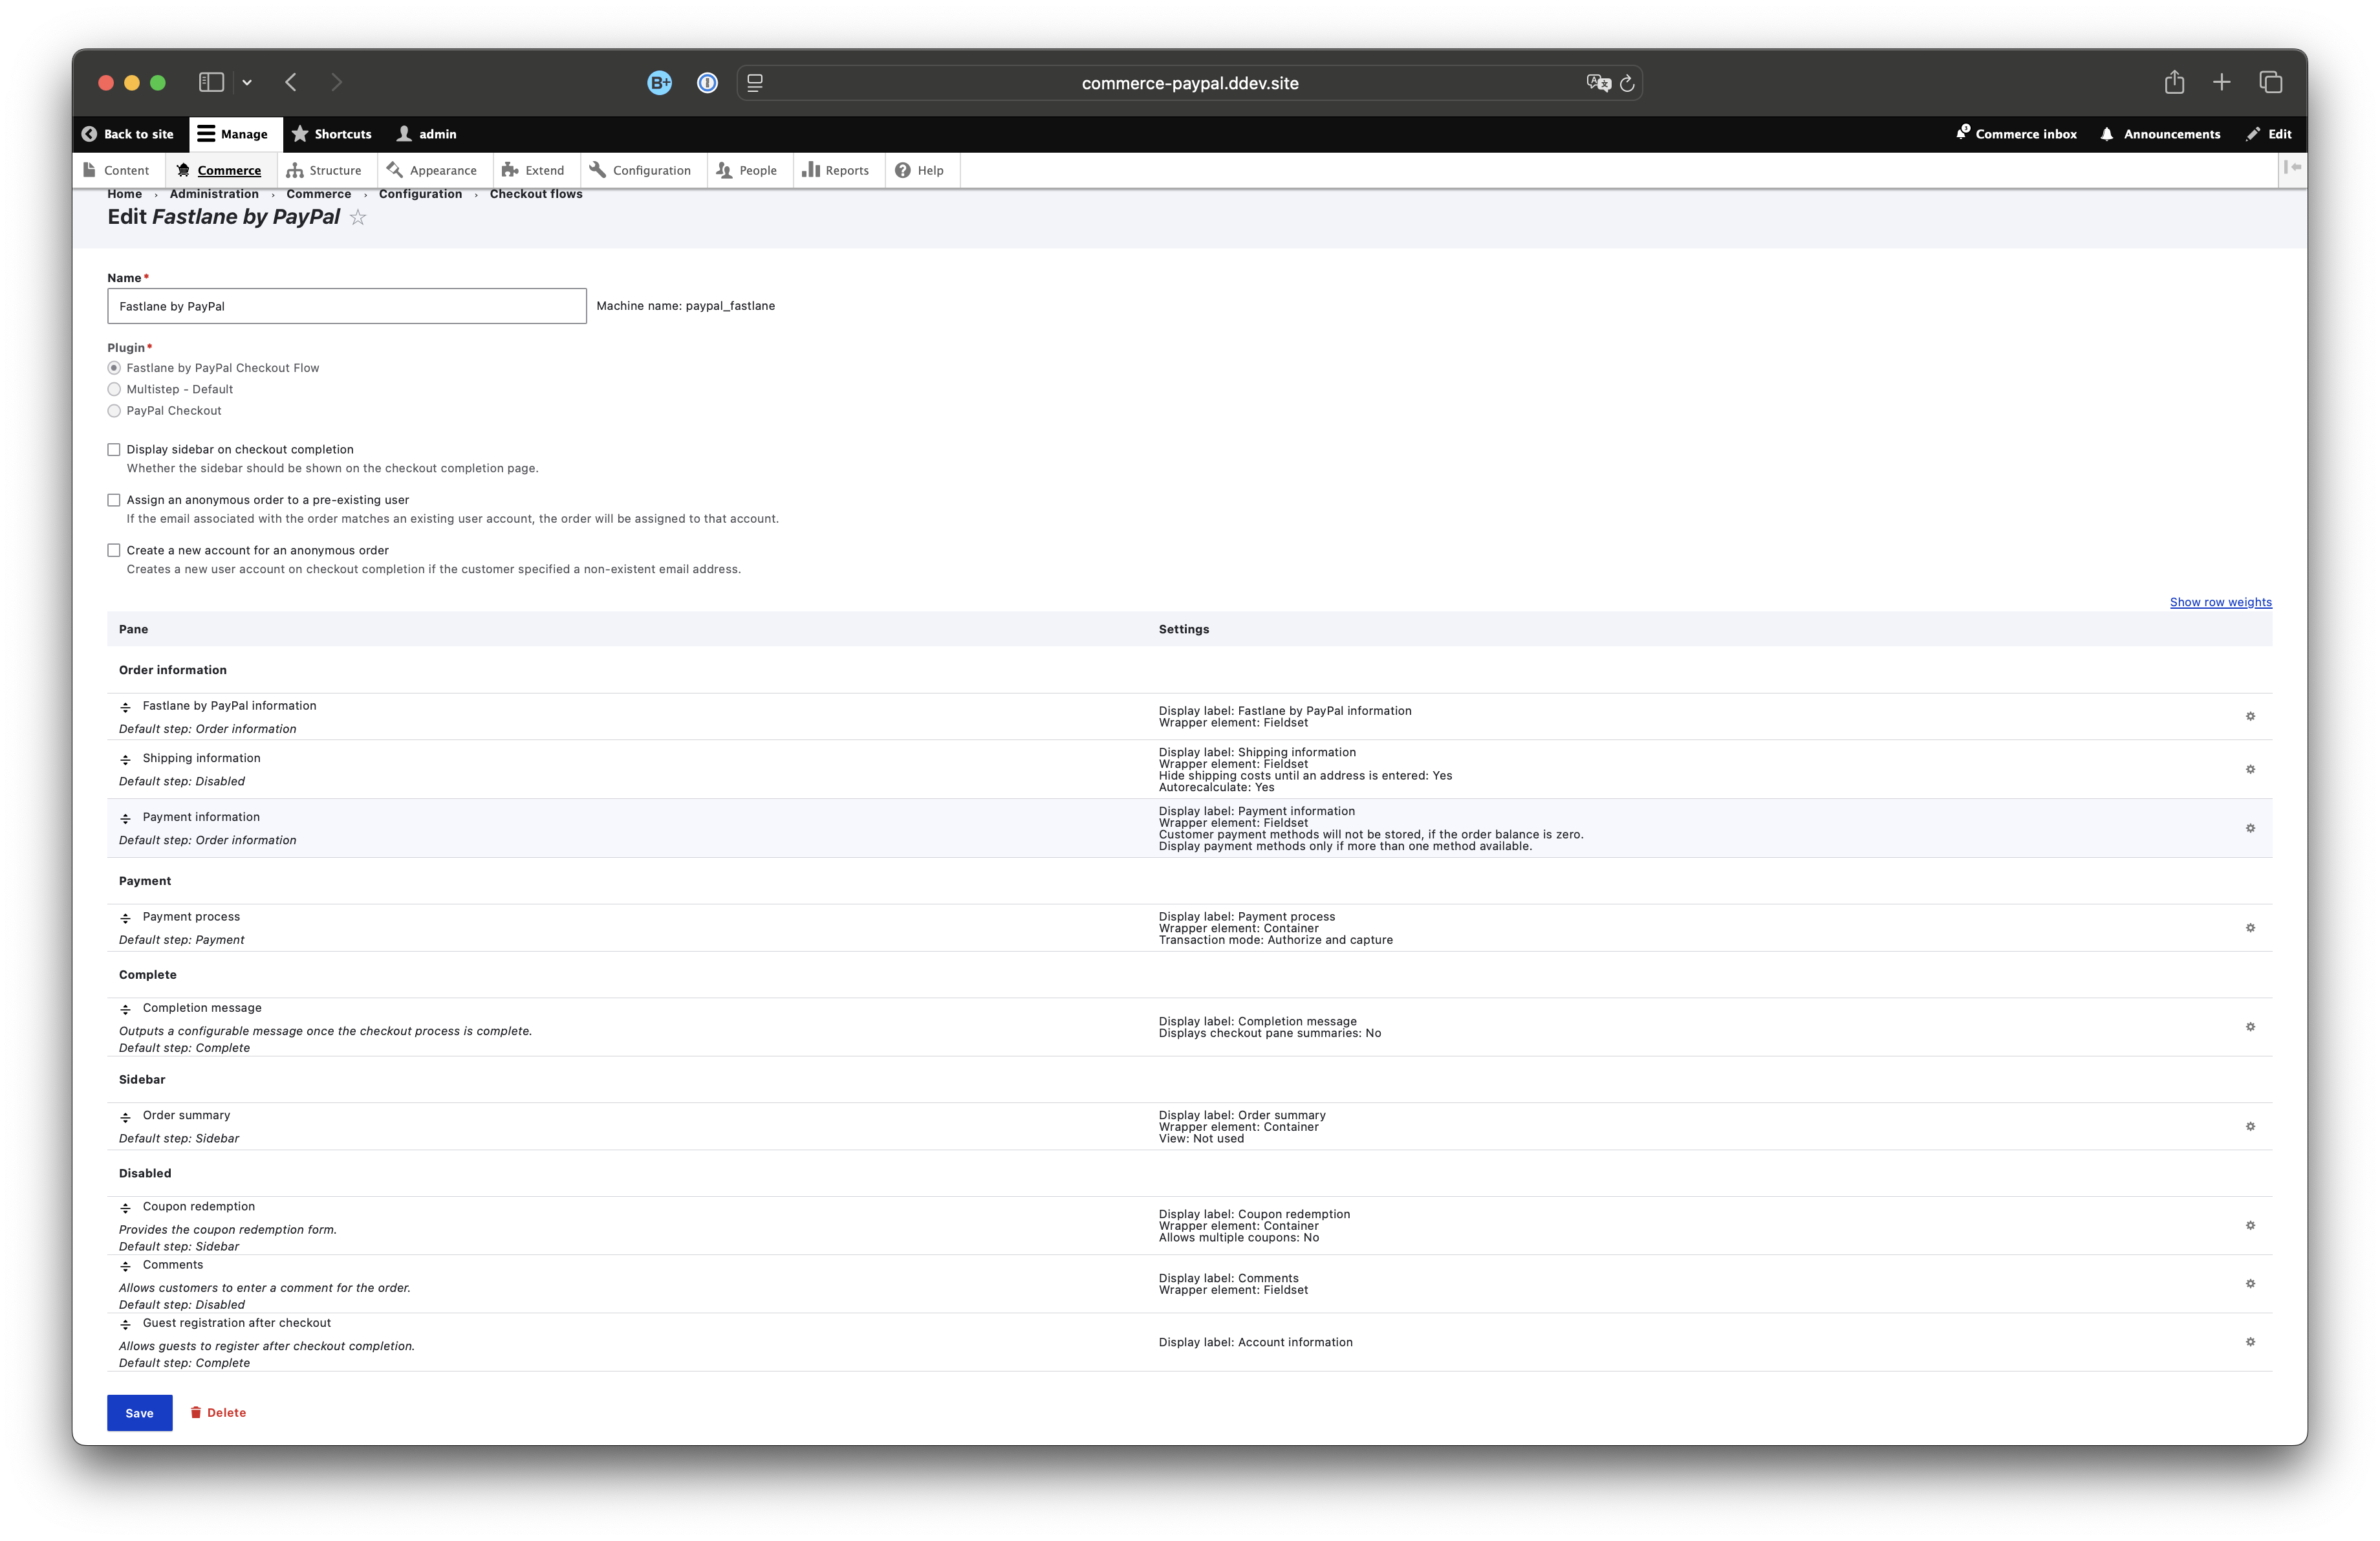 B+
commerce-paypal.ddev.site
Back to site
Manage
Shortcuts
admin
Commerce inbox
Announcements
Edit
Content
Commerce
Structure
Appearance
Extend
Configuration
People
Reports
Help
Home › Administration › Commerce › Configuration › Checkout flows
Edit Fastlane by PayPal
Name*
Fastlane by PayPal
Machine name: paypal_fastlane
Plugin*
Fastlane by PayPal Checkout Flow
Multistep - Default
PayPal Checkout
Display sidebar on checkout completion
Whether the sidebar should be shown on the checkout completion page.
Assign an anonymous order to a pre-existing user
If the email associated with the order matches an existing user account, the order will be assigned to that account.
Create a new account for an anonymous order
Creates a new user account on checkout completion if the customer specified a non-existent email address.
Show row weights
Pane
Settings
Order information
Fastlane by PayPal information
Default step: Order information
Display label: Fastlane by PayPal information
Wrapper element: Fieldset
Shipping information
Default step: Disabled
Display label: Shipping information
Wrapper element: Fieldset
Hide shipping costs until an address is entered: Yes
Autorecalculate: Yes
Payment information
Default step: Order information
Display label: Payment information
Wrapper element: Fieldset
Customer payment methods will not be stored, if the order balance is zero.
Display payment methods only if more than one method available.
Payment
Payment process
Default step: Payment
Display label: Payment process
Wrapper element: Container
Transaction mode: Authorize and capture
Complete
Completion message
Outputs a configurable message once the checkout process is complete.
Default step: Complete
Display label: Completion message
Displays checkout pane summaries: No
Sidebar
Order summary
Default step: Sidebar
Display label: Order summary
Wrapper element: Container
View: Not used
Disabled
Coupon redemption
Provides the coupon redemption form.
Default step: Sidebar
Display label: Coupon redemption
Wrapper element: Container
Allows multiple coupons: No
Comments
Allows customers to enter a comment for the order.
Default step: Disabled
Display label: Comments
Wrapper element: Fieldset
Guest registration after checkout
Allows guests to register after checkout completion.
Default step: Complete
Display label: Account information
Save
Delete